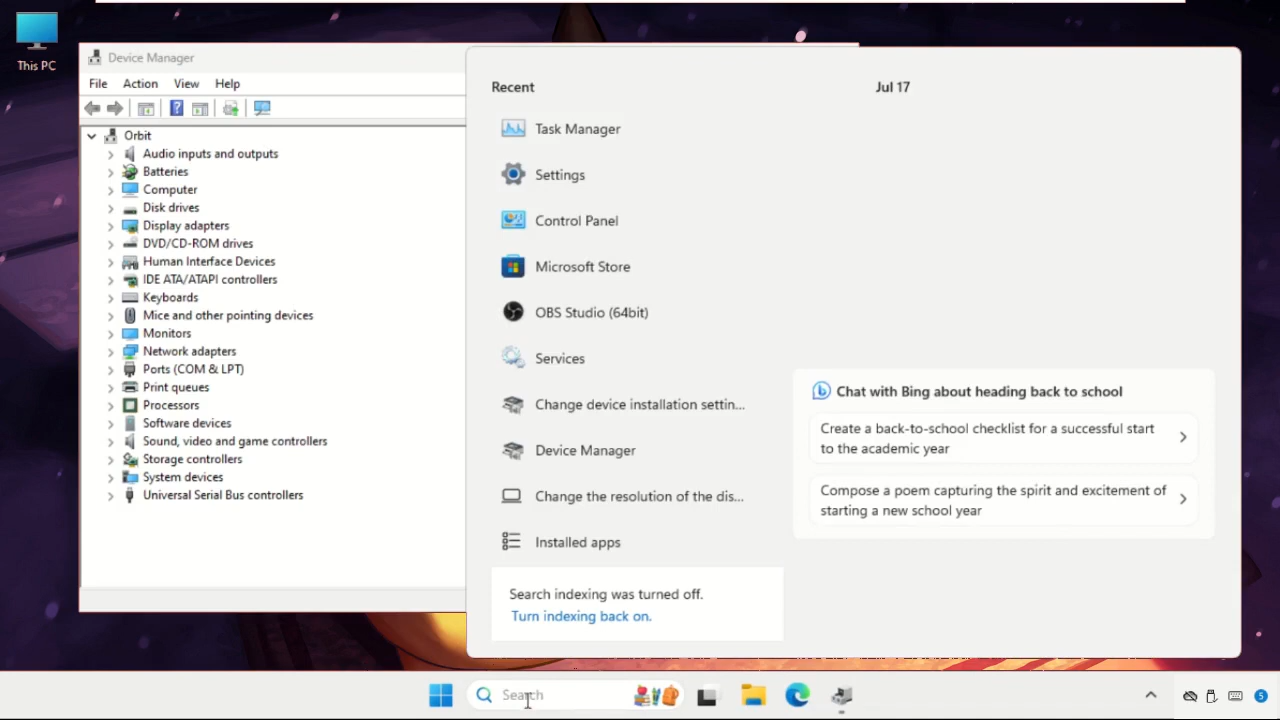 This PC
Device Manager
File Action View Help
Orbit
Audio inputs and outputs
Batteries
Computer
Disk drives
Display adapters
DVD/CD-ROM drives
Human Interface Devices
IDE ATA/ATAPI controllers
Keyboards
Mice and other pointing devices
Monitors
Network adapters
Ports (COM & LPT)
Print queues
Processors
Software devices
Sound, video and game controllers
Storage controllers
System devices
Universal Serial Bus controllers
Recent
Task Manager
Settings
Control Panel
Microsoft Store
OBS Studio (64bit)
Services
Change device installation settin...
Device Manager
Change the resolution of the dis...
Installed apps
Search indexing was turned off.
Turn indexing back on.
Jul 17
Chat with Bing about heading back to school
Create a back-to-school checklist for a successful start
to the academic year
Compose a poem capturing the spirit and excitement of
starting a new school year
Search
5